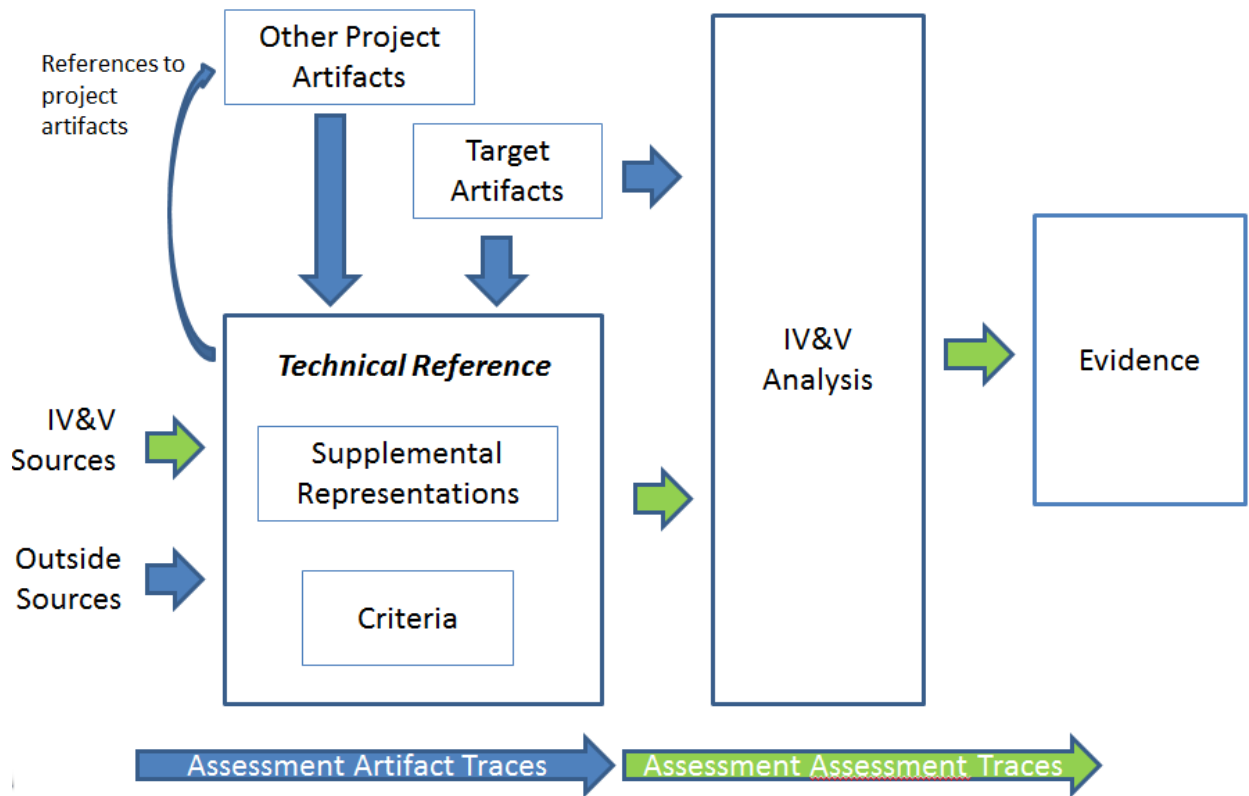 References to
project
artifacts
Other Project
Artifacts
Target
Artifacts
Technical Reference
Supplemental
Representations
Criteria
IV&V
Sources
Outside
Sources
IV&V
Analysis
Evidence
Assessment Artifact Traces
Assessment Assessment Traces